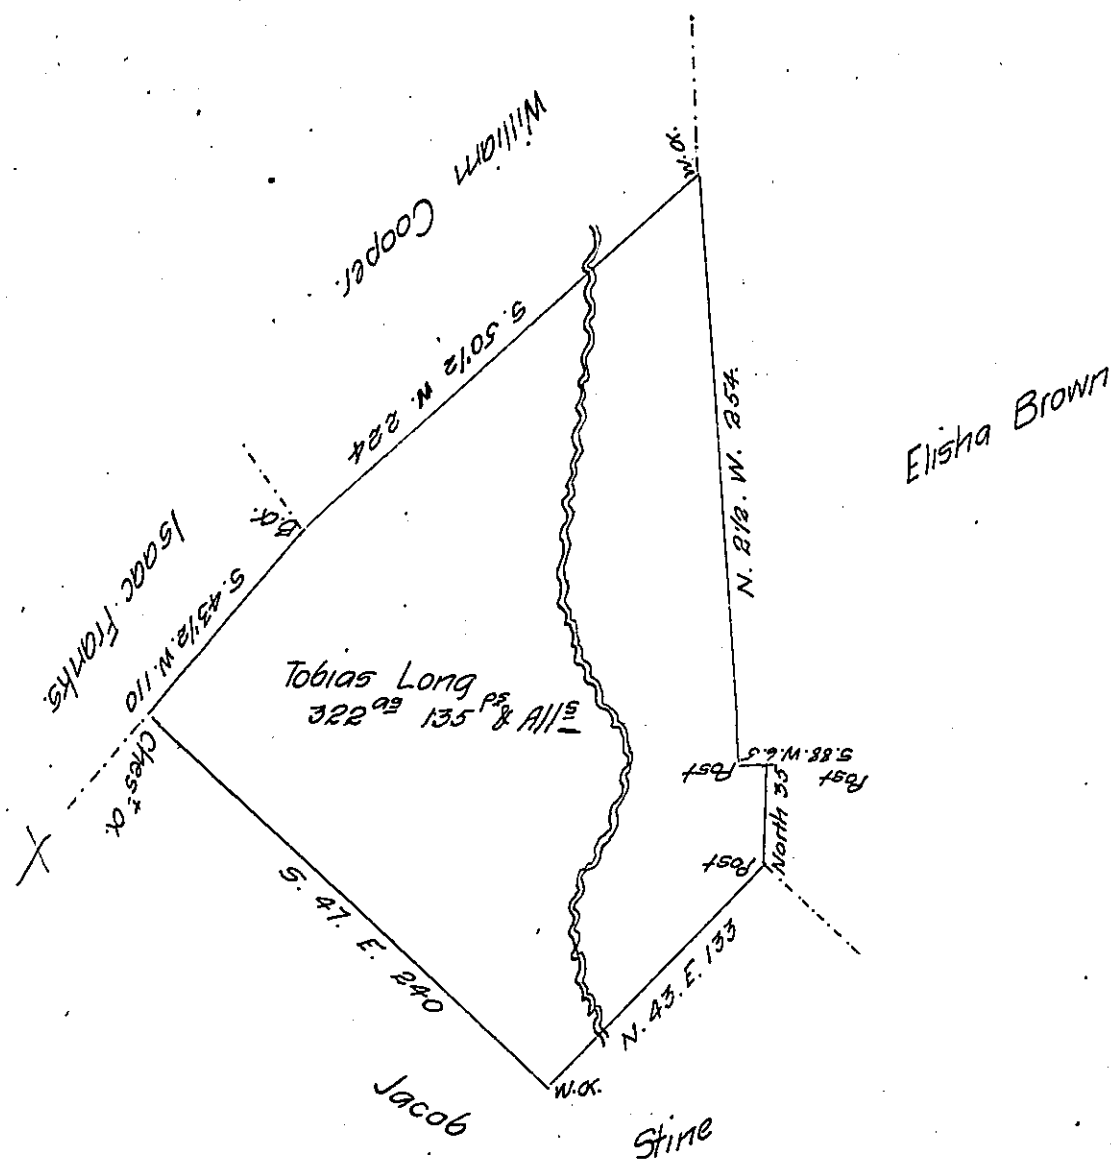 William Cooper.
W.O.
S. 50 1/2 W. 224
N. 2 1/2. W. 254.
Elisha Brown
B.O.
Isaac Franks.
S. 43 1/2. W. 110
Chest. O.
X
Tobias Long
322 as 135 ps & Alls
S. 88. W. 6.5
Post
Post
North 35
Post
S. 47. E. 240
N. 43. E. 133
W.O.
Jacob Stine